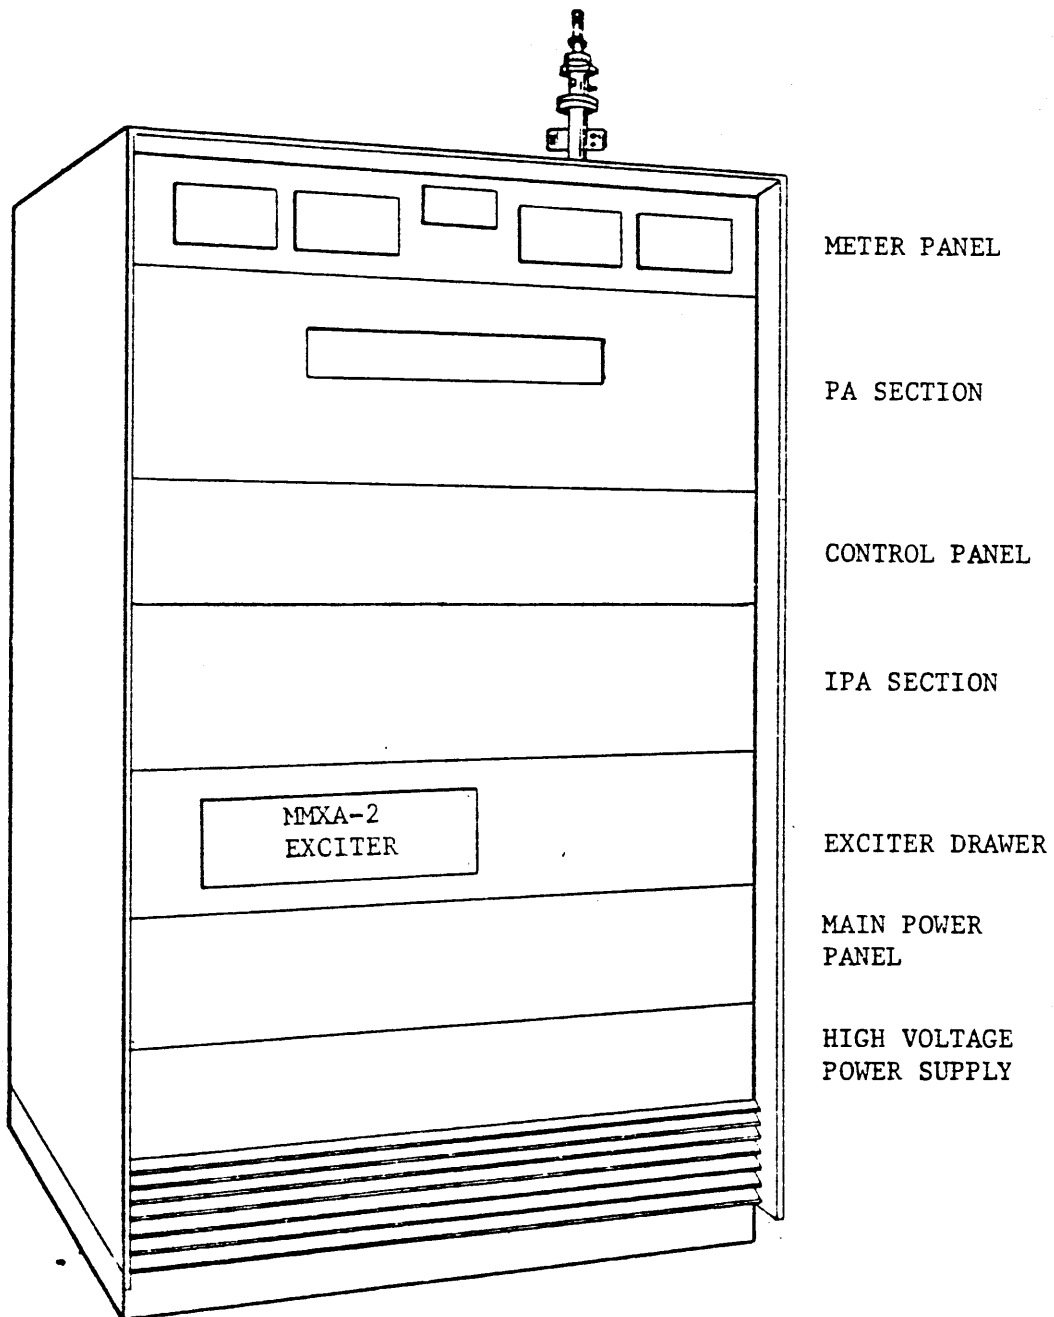 METER PANEL
PA SECTION
CONTROL PANEL
IPA SECTION
MMXA-2
EXCITER
EXCITER DRAWER
MAIN POWER
PANEL
HIGH VOLTAGE
POWER SUPPLY